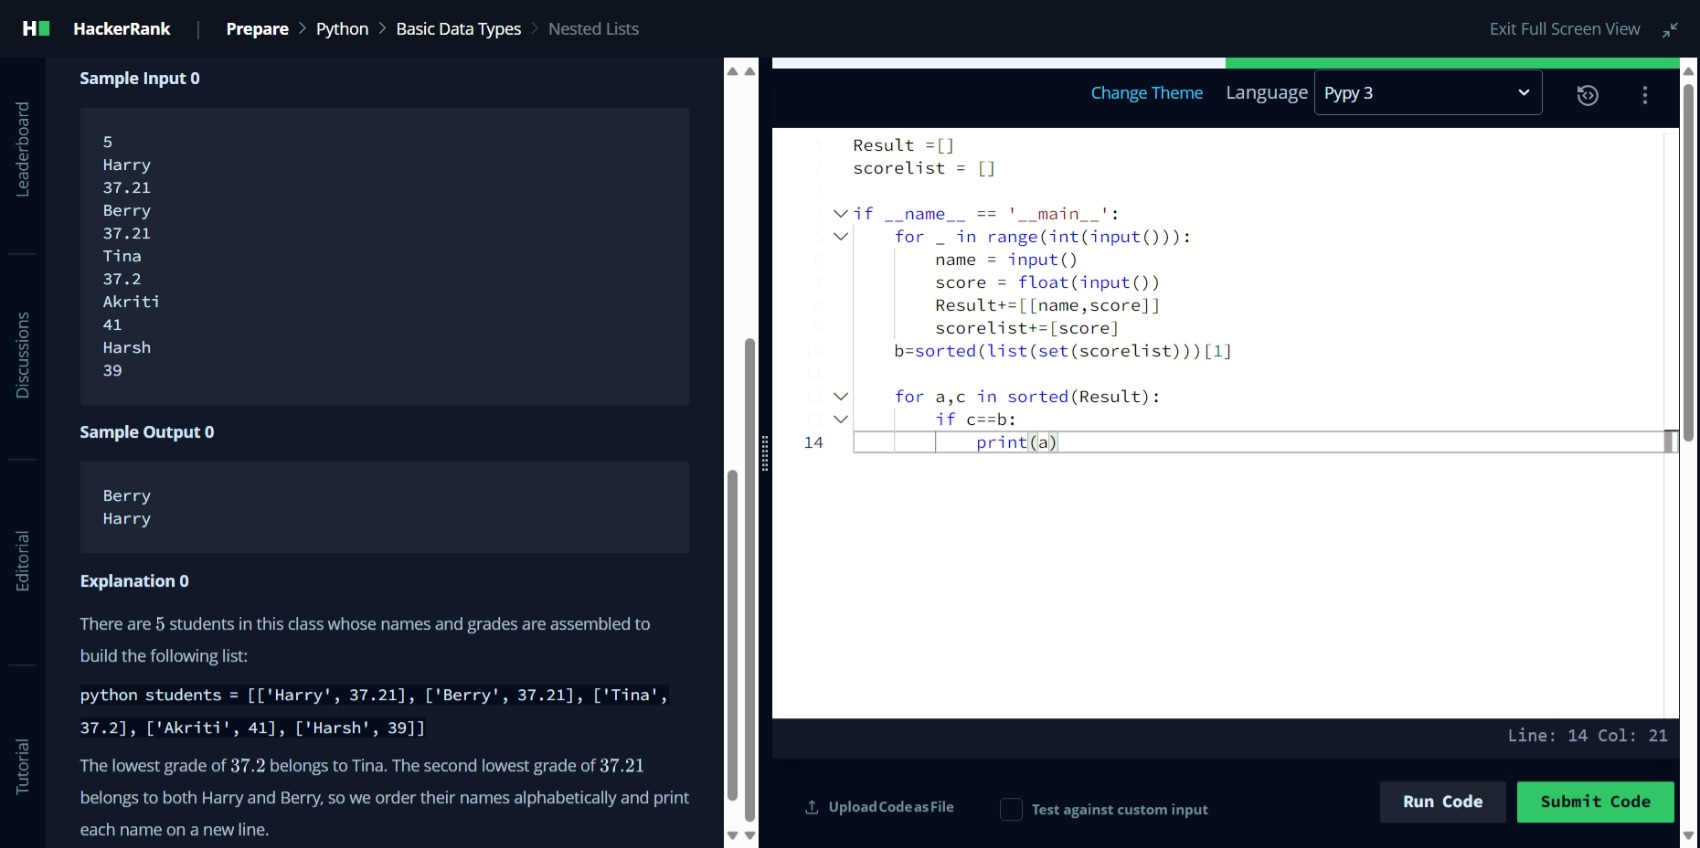 HackerRank | Prepare > Python > Basic Data Types > Nested Lists
Exit Full Screen View
Leaderboard
Discussions
Editorial
Tutorial
Sample Input 0
5
Harry
37.21
Berry
37.21
Tina
37.2
Akriti
41
Harsh
39
Sample Output 0
Berry
Harry
Explanation 0
There are 5 students in this class whose names and grades are assembled to
build the following list:
python students = [['Harry', 37.21], ['Berry', 37.21], ['Tina',
37.2], ['Akriti', 41], ['Harsh', 39]]
The lowest grade of 37.2 belongs to Tina. The second lowest grade of 37.21
belongs to both Harry and Berry, so we order their names alphabetically and print
each name on a new line.
Change Theme Language Pypy 3
1 Result =[]
2 scorelist = []
3
4 if __name__ == '__main__':
5 for _ in range(int(input())):
6 name = input()
7 score = float(input())
8 Result+=[[name,score]]
9 scorelist+=[score]
10 b=sorted(list(set(scorelist)))[1]
11
12 for a,c in sorted(Result):
13 if c==b:
14 print(a)
Line: 14 Col: 21
Upload Code as File
Test against custom input
Run Code
Submit Code